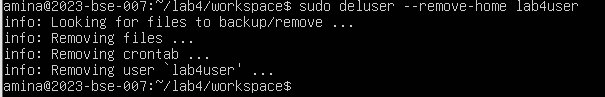 amina@2023-bse-007:~/lab4/workspace$ sudo deluser --remove-home lab4user
info: Looking for files to backup/remove ...
info: Removing files ...
info: Removing crontab ...
info: Removing user `lab4user' ...
amina@2023-bse-007:~/lab4/workspace$